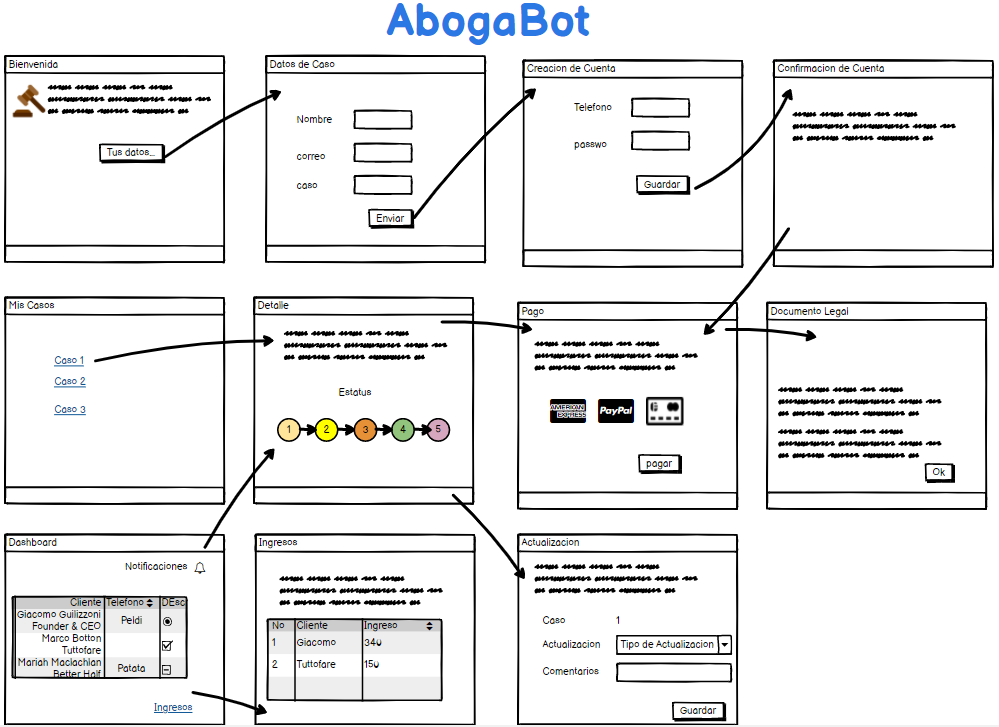 AbogaBot
Bienvenida
Tus datos...
Datos de Caso
Nombre
correo
caso
Enviar
Creacion de Cuenta
Telefono
passwo
Guardar
Confirmacion de Cuenta
Mis Casos
Caso 1
Caso 2
Caso 3
Detalle
Estatus
1 2 3 4 5
Pago
AMERICAN
EXPRESS
PayPal
pagar
Documento Legal
Ok
Dashboard
Notificaciones
Cliente Telefono DEsc
Giacomo Guilizzoni
Founder & CEO Peldi
Marco Botton
Tuttofare
Mariah Maclachlan
Better Half Patata
Ingresos
Ingresos
No Cliente Ingreso
1 Giacomo 340
2 Tuttofare 150
Actualizacion
Caso 1
Actualizacion Tipo de Actualizacion
Comentarios
Guardar